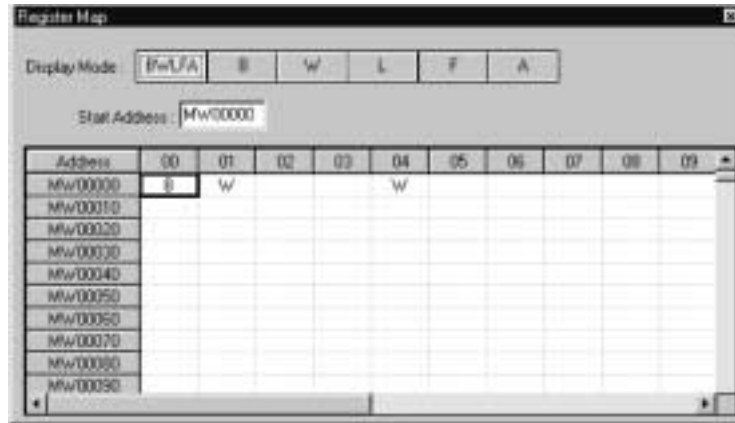 Register Map
Display Mode : BWLFA B W L F A
Start Address : MW00000
Address 00 01 02 03 04 05 06 07 08 09
MW00000 B W W
MW00010
MW00020
MW00030
MW00040
MW00050
MW00060
MW00070
MW00080
MW00090